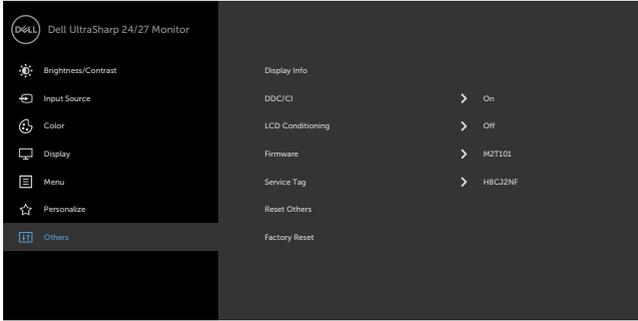 DELL Dell UltraSharp 24/27 Monitor
Brightness/Contrast Display Info
Input Source DDC/CI On
Color LCD Conditioning Off
Display Firmware M2T101
Menu Service Tag H8CJ2NF
Personalize Reset Others
Others Factory Reset